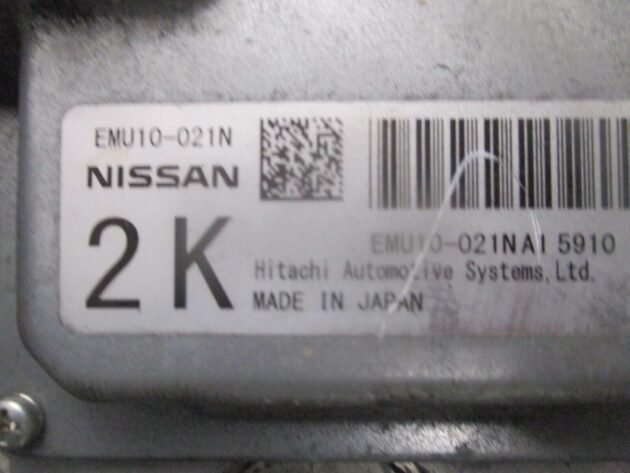 EMU10-021N
NISSAN
2K
EMU10-021NA1 5910
Hitachi Automotive Systems,Ltd.
MADE IN JAPAN